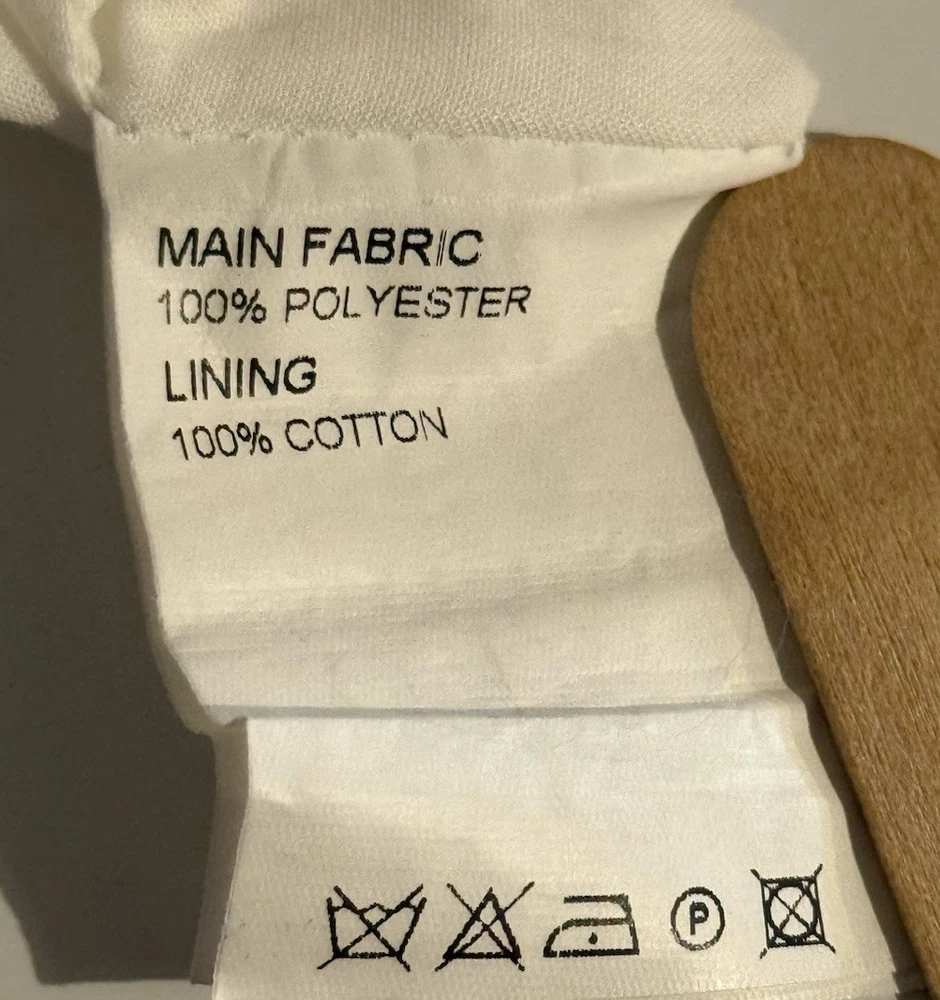 MAIN FABRIC
100% POLYESTER
LINING
100% COTTON
P